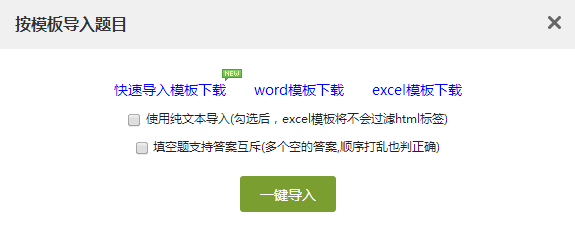 按模板导入题目
NEW
快速导入模板下载 word模板下载 excel模板下载
使用纯文本导入(勾选后，excel模板将不会过滤html标签)
填空题支持答案互斥(多个空的答案,顺序打乱也判正确)
一键导入